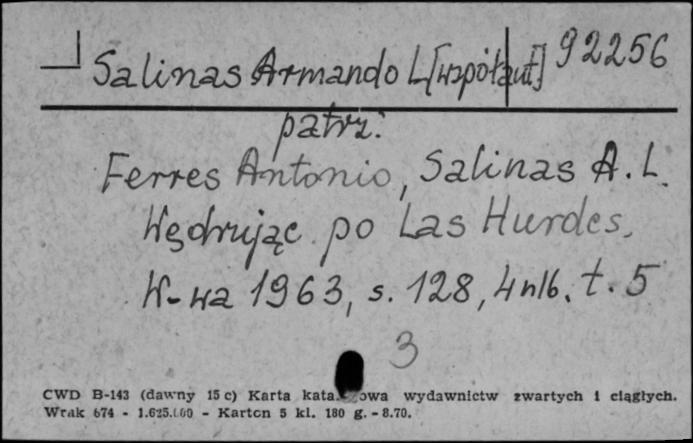 Salinas Armando L [współaut] 92256
patrz:
Ferres Antonio, Salinas A. L.
Wędrując po Las Hurdes.
W-wa 1963, s. 128, 4 nlb. t. 5
3
CWD B-143 (dawny 15 c) Karta wydawnictw zwartych i ciągłych.
Wrak 674 - 1.625.000 - Karton 5 kl. 180 g. - 8.70.